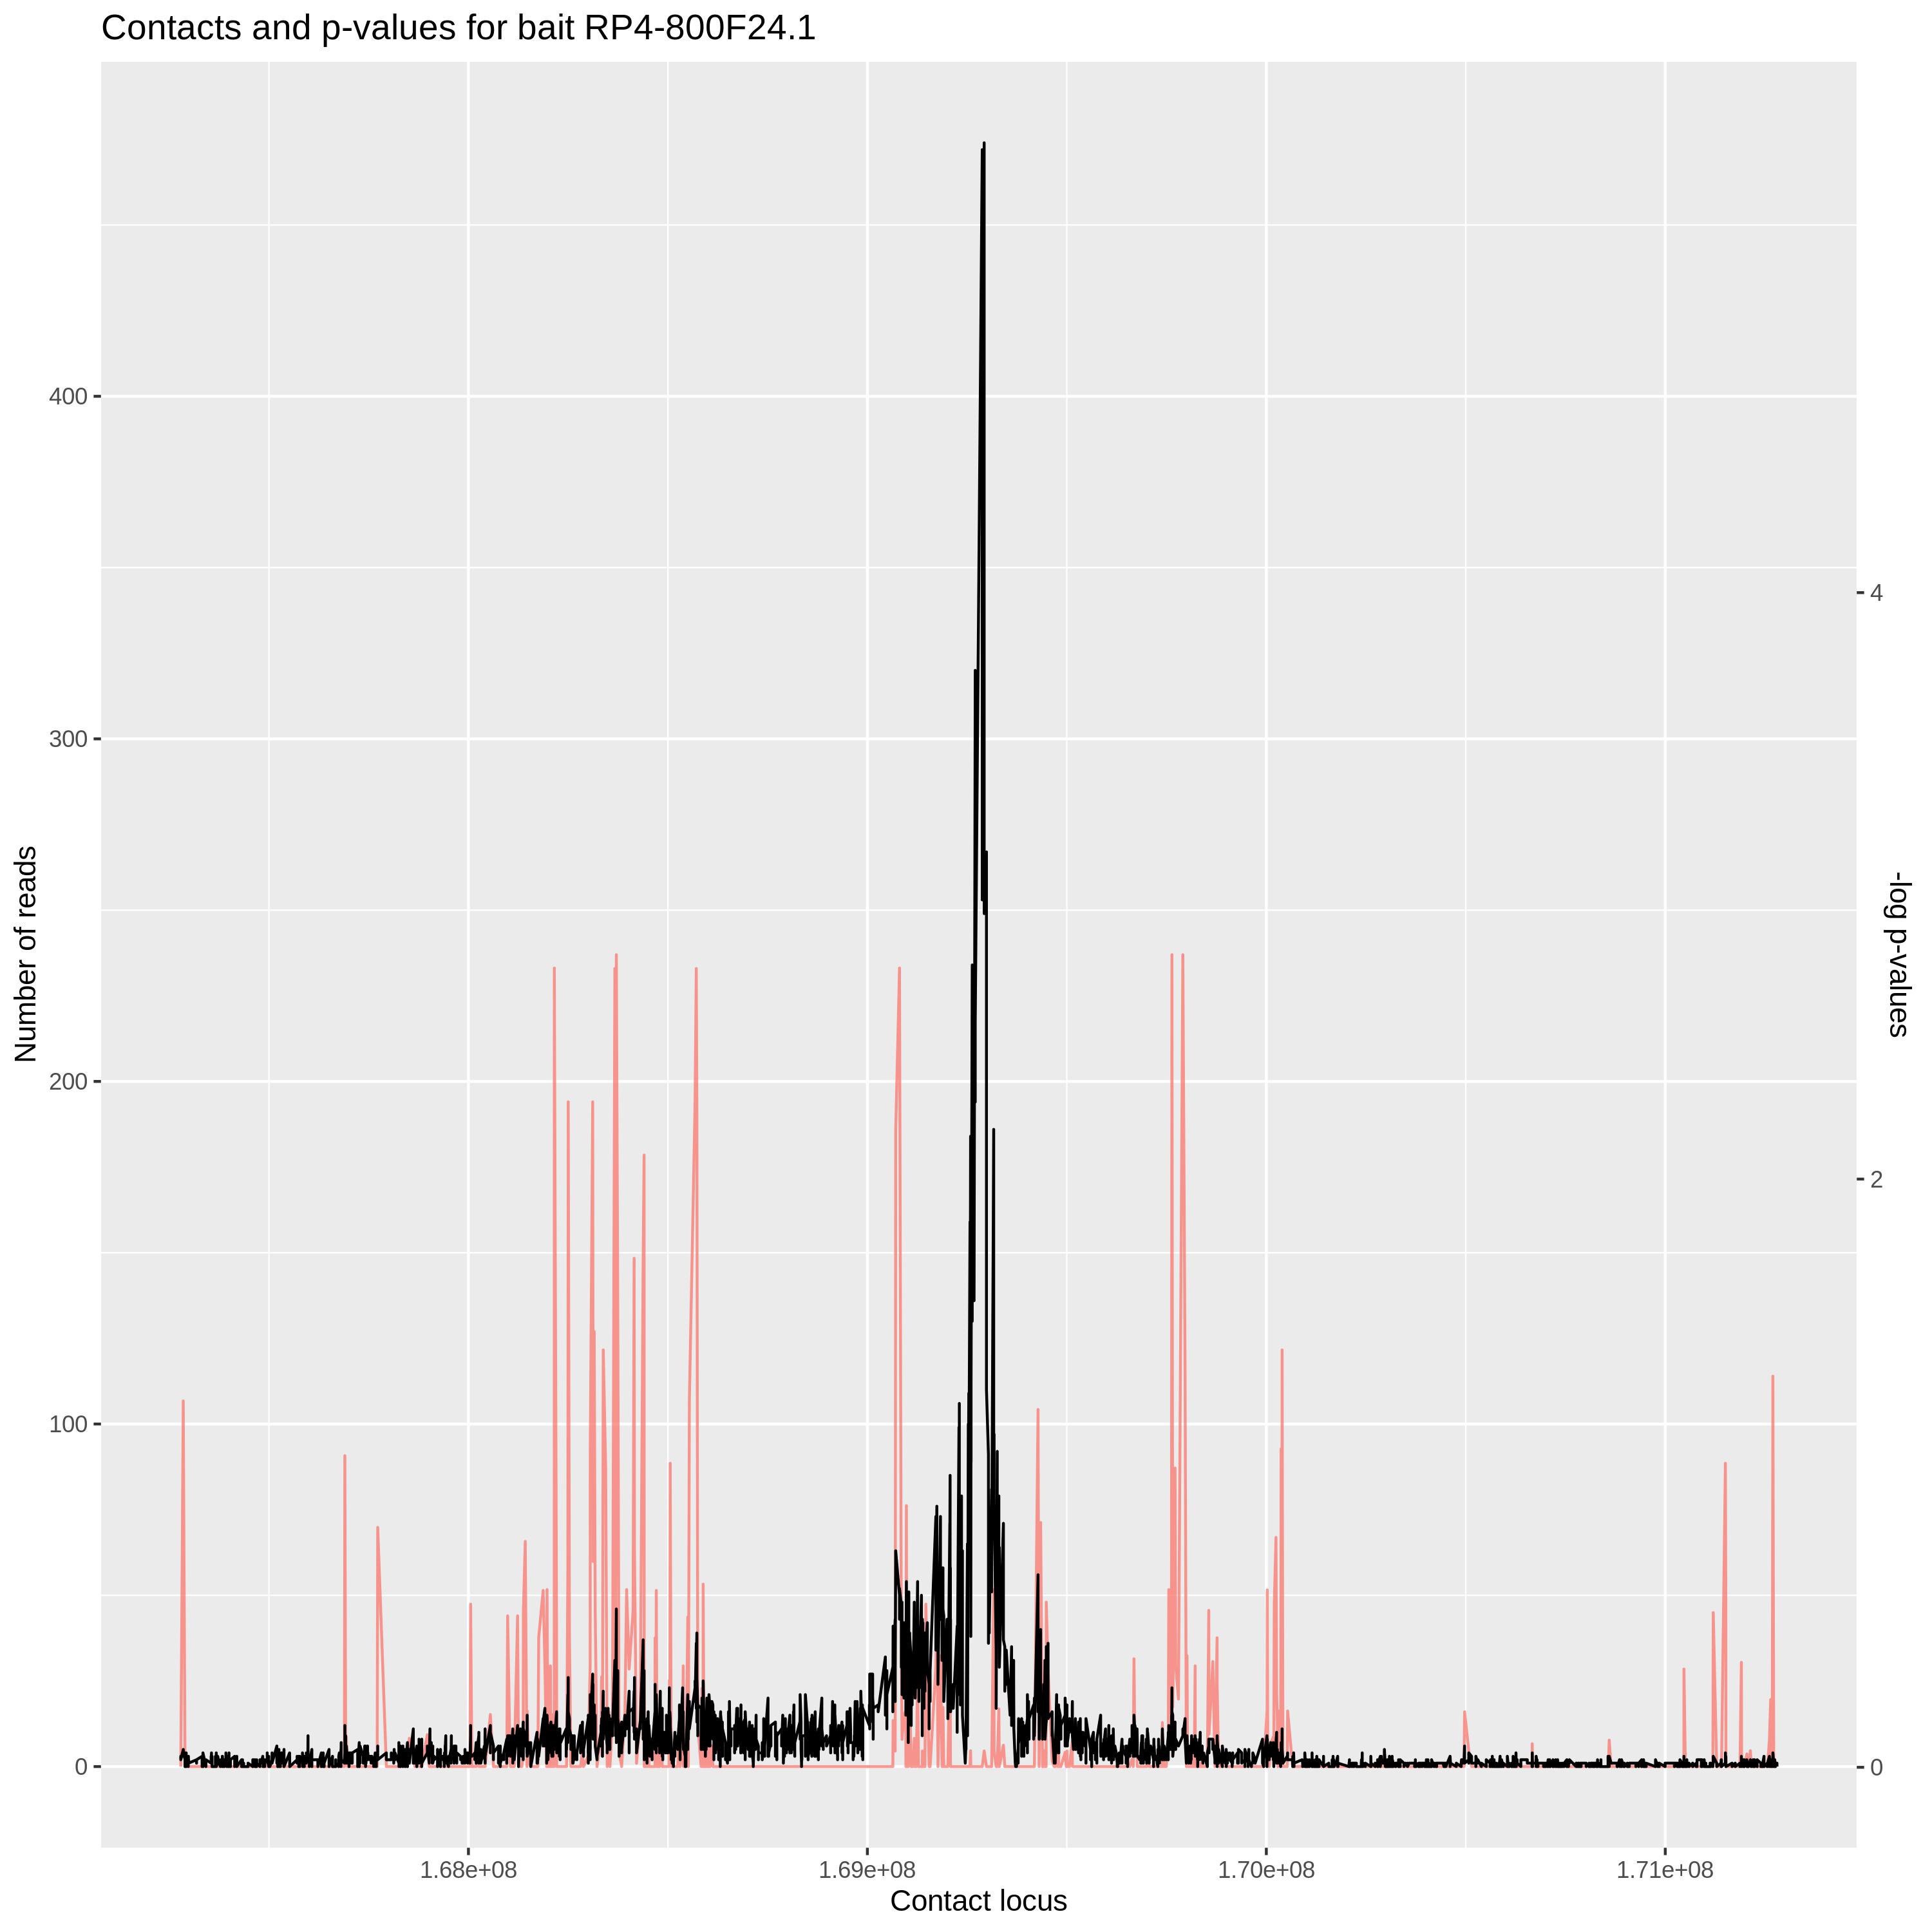 Contacts and p-values for bait RP4-800F24.1
400
300
200
100
0
Number of reads
4
2
0
-log p-values
1.68e+08
1.69e+08
1.70e+08
1.71e+08
Contact locus